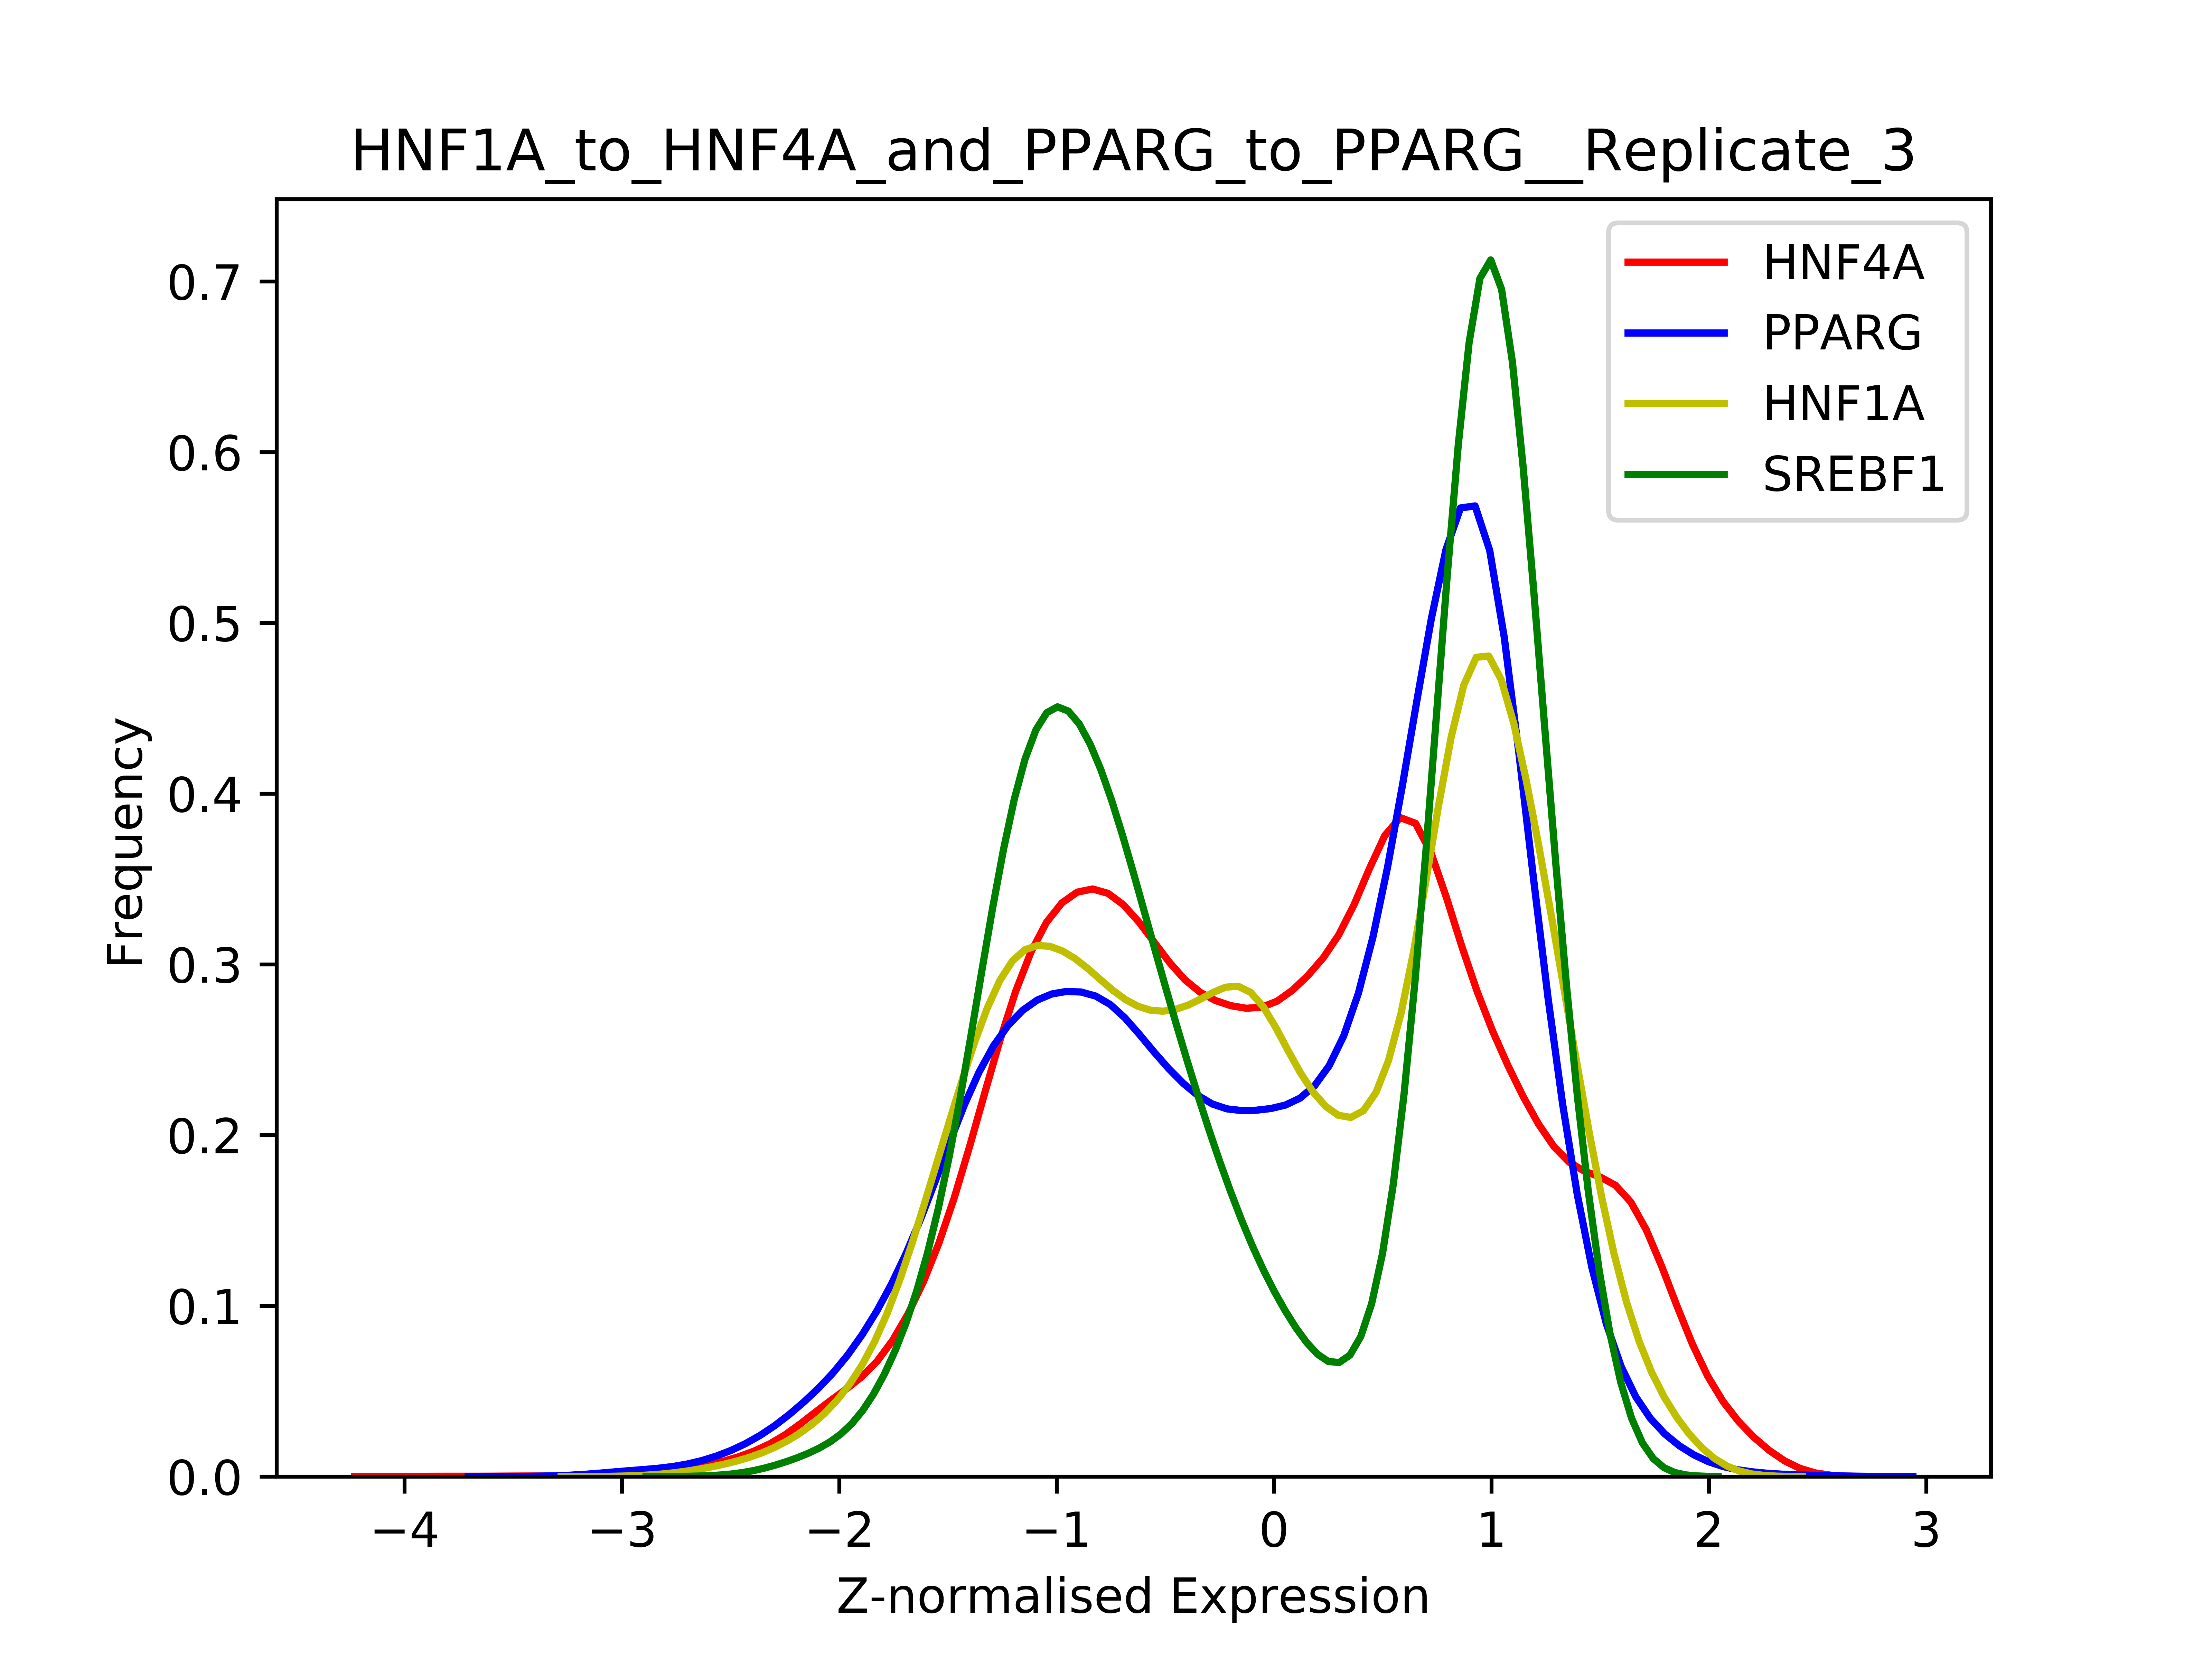 HNF1A_to_HNF4A_and_PPARG_to_PPARG__Replicate_3
HNF4A
PPARG
HNF1A
SREBF1
0.7
0.6
0.5
0.4
0.3
0.2
0.1
0.0
Frequency
−4 −3 −2 −1 0 1 2 3
Z-normalised Expression